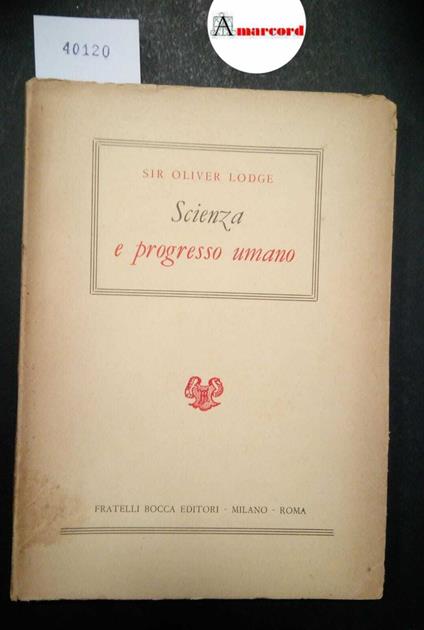 Amarcord
40120
SIR OLIVER LODGE
Scienza
e progresso umano
FRATELLI BOCCA EDITORI - MILANO - ROMA